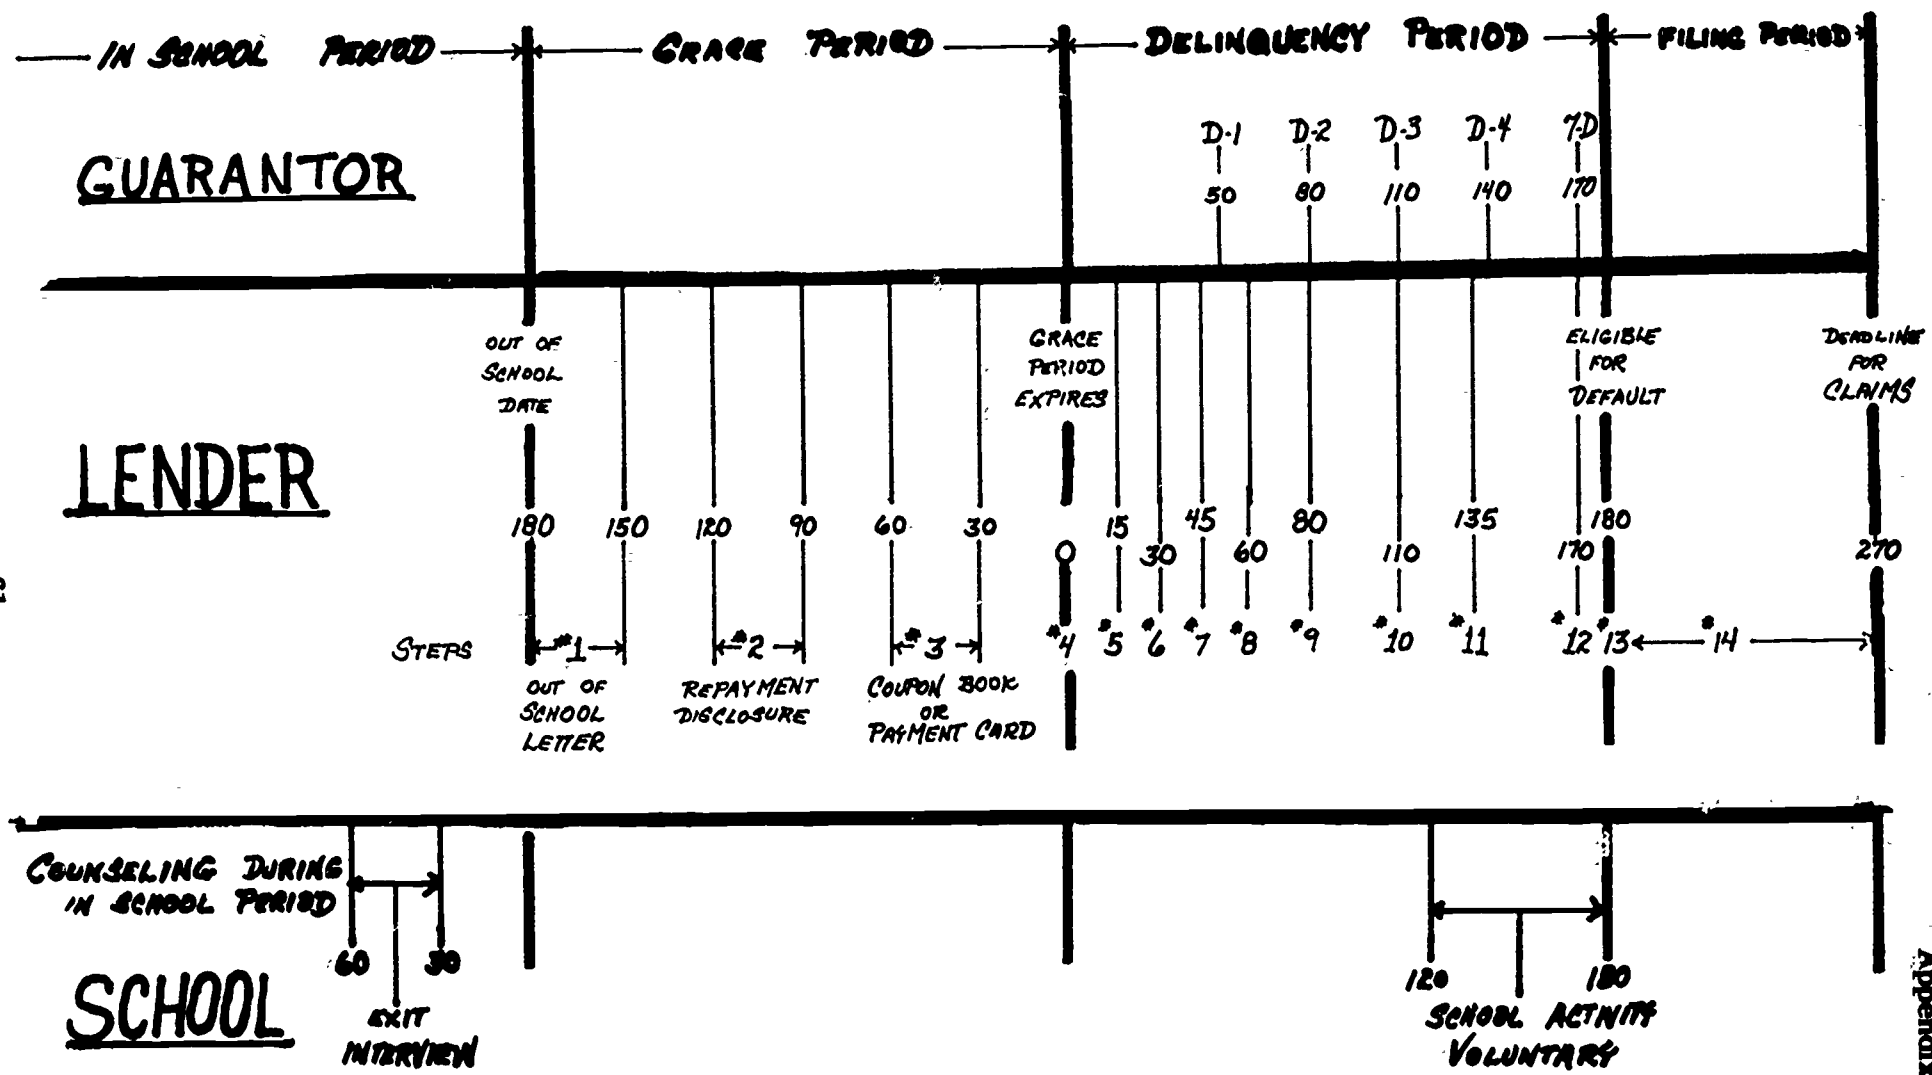 IN SCHOOL PERIOD GRACE PERIOD DELINQUENCY PERIOD FILING PERIOD
D-1 D-2 D-3 D-4 7-D
GUARANTOR
50 80 110 140 170
OUT OF
SCHOOL
DATE
GRACE
PERIOD
EXPIRES
ELIGIBLE
FOR
DEFAULT
DEADLINE
FOR
CLAIMS
LENDER
180 150 120 90 60 30 15 45 80 135 180
0 30 60 110 170 270
STEPS #1 #2 #3 #4 #5 #6 #7 #8 #9 #10 #11 #12 #13 #14
OUT OF
SCHOOL
LETTER
REPAYMENT
DISCLOSURE
COUPON BOOK
OR
PAYMENT CARD
COUNSELING DURING
IN SCHOOL PERIOD
60 30
120 180
SCHOOL
EXIT
INTERVIEW
SCHOOL ACTIVITY
VOLUNTARY
Appendix